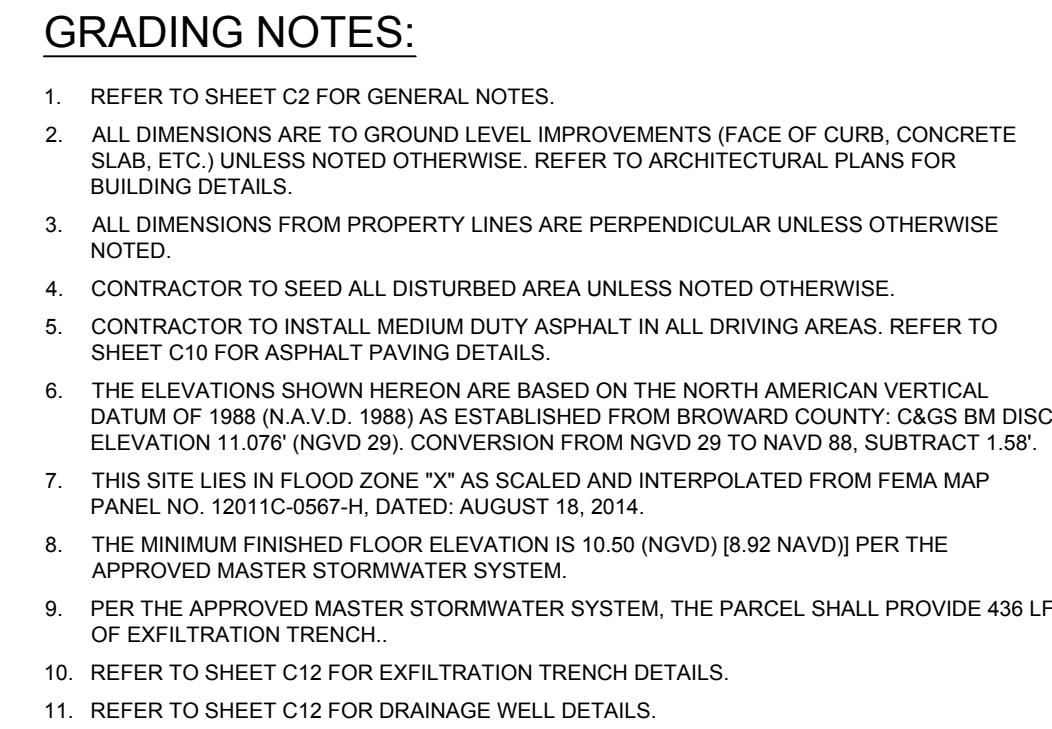 GRADING NOTES:
1. REFER TO SHEET C2 FOR GENERAL NOTES.
2. ALL DIMENSIONS ARE TO GROUND LEVEL IMPROVEMENTS (FACE OF CURB, CONCRETE
SLAB, ETC.) UNLESS NOTED OTHERWISE. REFER TO ARCHITECTURAL PLANS FOR
BUILDING DETAILS.
3. ALL DIMENSIONS FROM PROPERTY LINES ARE PERPENDICULAR UNLESS OTHERWISE
NOTED.
4. CONTRACTOR TO SEED ALL DISTURBED AREA UNLESS NOTED OTHERWISE.
5. CONTRACTOR TO INSTALL MEDIUM DUTY ASPHALT IN ALL DRIVING AREAS. REFER TO
SHEET C10 FOR ASPHALT PAVING DETAILS.
6. THE ELEVATIONS SHOWN HEREON ARE BASED ON THE NORTH AMERICAN VERTICAL
DATUM OF 1988 (N.A.V.D. 1988) AS ESTABLISHED FROM BROWARD COUNTY: C&GS BM DISC
ELEVATION 11.076' (NGVD 29). CONVERSION FROM NGVD 29 TO NAVD 88, SUBTRACT 1.58'.
7. THIS SITE LIES IN FLOOD ZONE "X" AS SCALED AND INTERPOLATED FROM FEMA MAP
PANEL NO. 12011C-0567-H, DATED: AUGUST 18, 2014.
8. THE MINIMUM FINISHED FLOOR ELEVATION IS 10.50 (NGVD) [8.92 NAVD)] PER THE
APPROVED MASTER STORMWATER SYSTEM.
9. PER THE APPROVED MASTER STORMWATER SYSTEM, THE PARCEL SHALL PROVIDE 436 LF
OF EXFILTRATION TRENCH..
10. REFER TO SHEET C12 FOR EXFILTRATION TRENCH DETAILS.
11. REFER TO SHEET C12 FOR DRAINAGE WELL DETAILS.